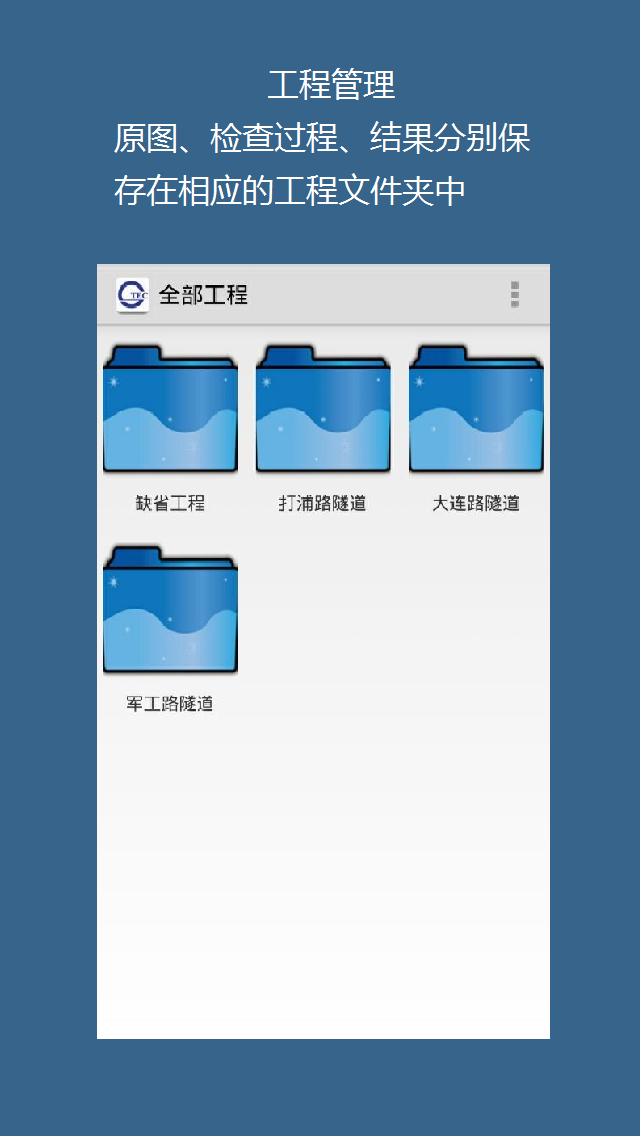 工程管理
原图、检查过程、结果分别保
存在相应的工程文件夹中
TEC
全部工程
缺省工程
打浦路隧道
大连路隧道
军工路隧道